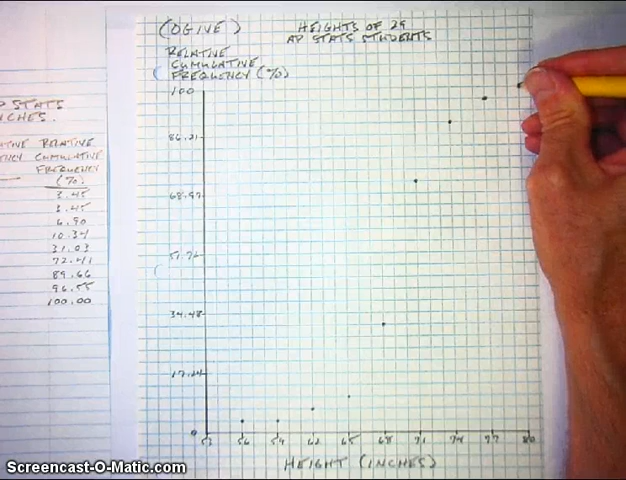 (OGIVE)
HEIGHTS OF 29
AP STATS STUDENTS
RELATIVE
CUMULATIVE
FREQUENCY (%)
100
86.21
68.97
51.72
34.48
17.24
0
53 56 59 62 65 68 71 74 77 80
HEIGHT (INCHES)
P STATS
NCHES.
TIVE RELATIVE
ENCY CUMULATIVE
FREQUENCY
(%)
3.45
3.45
6.90
10.34
31.03
72.41
89.66
96.55
100.00
Screencast-O-Matic.com